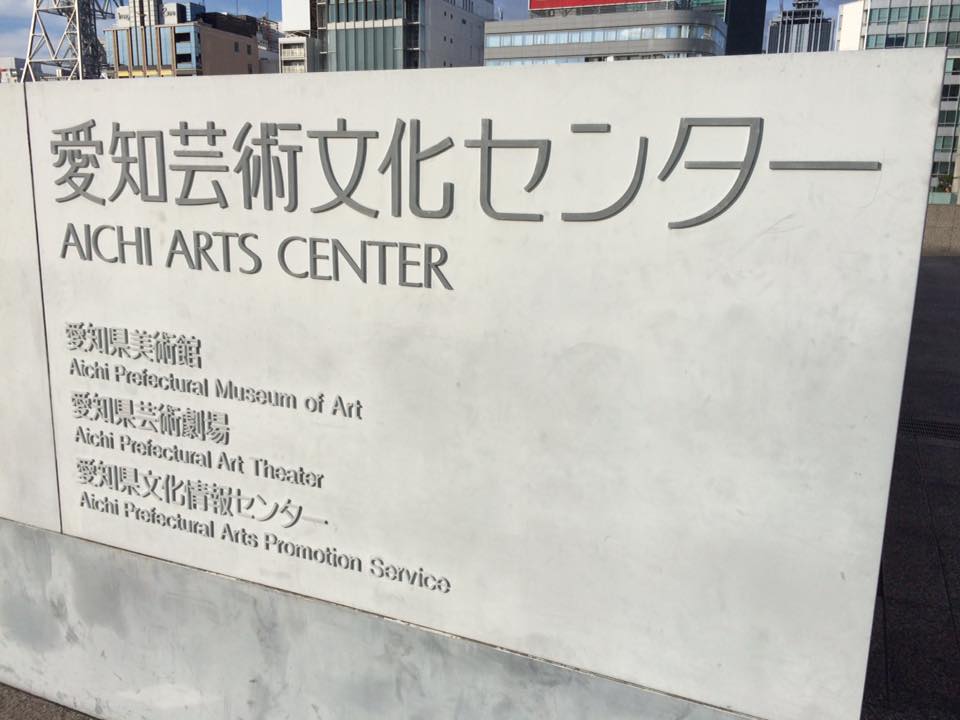 愛知芸術文化センター
AICHI ARTS CENTER
愛知県美術館
Aichi Prefectural Museum of Art
愛知県芸術劇場
Aichi Prefectural Art Theater
愛知県文化情報センター
Aichi Prefectural Arts Promotion Service